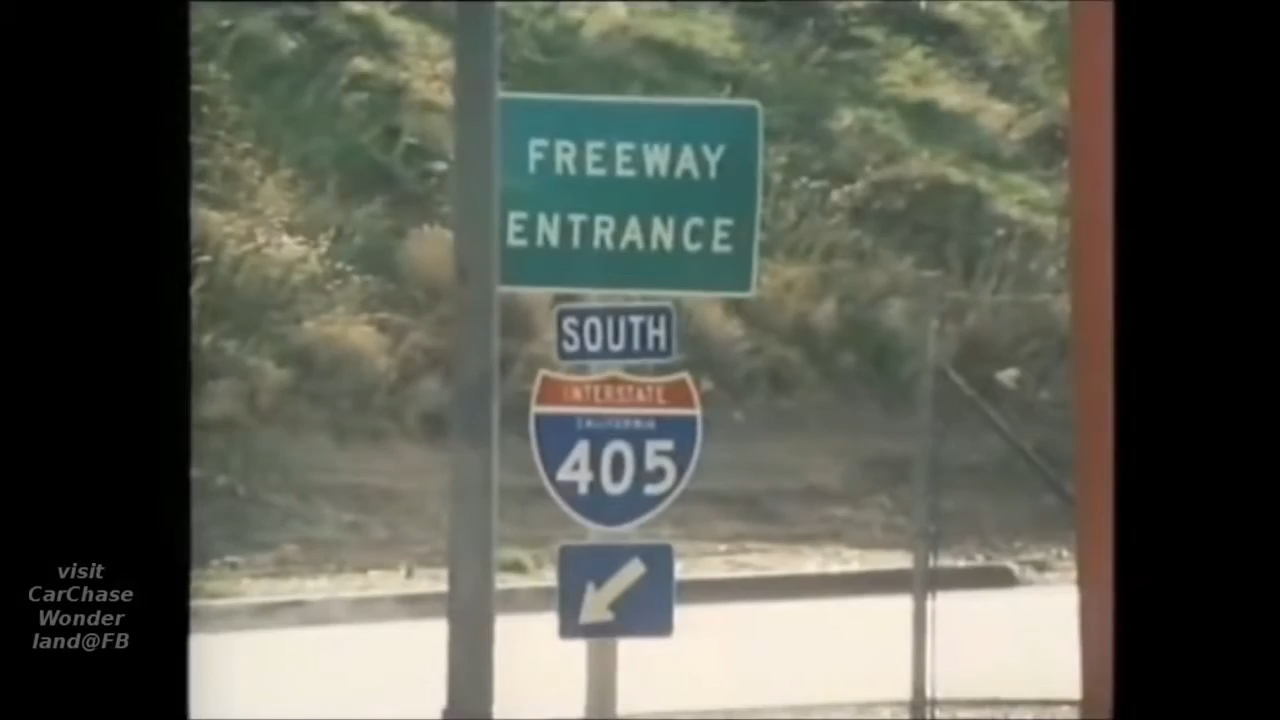 FREEWAY
ENTRANCE
SOUTH
INTERSTATE
CALIFORNIA
405
visit
CarChase
Wonder
land@FB